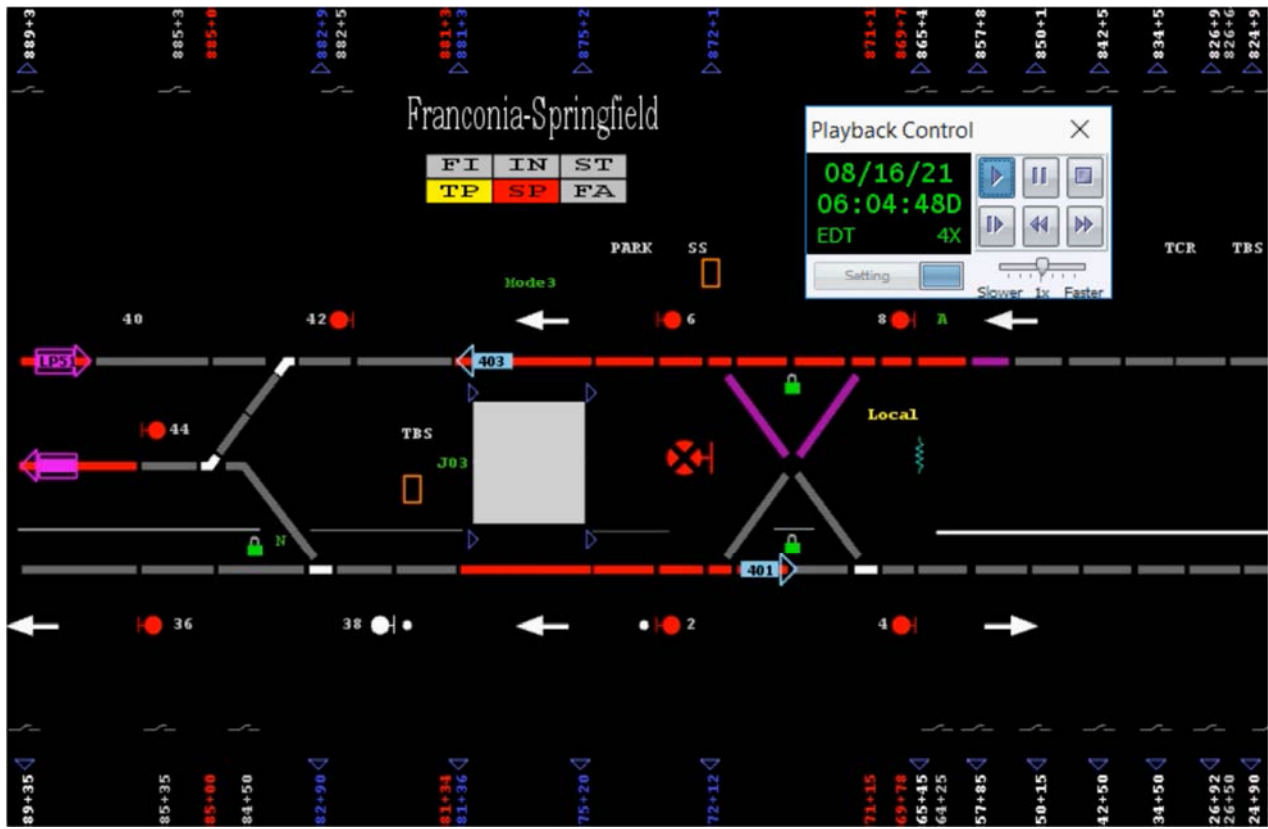 889+3
885+3
885+0
882+9
882+5
881+3
881+3
875+2
872+1
871+1
869+7
865+4
857+8
850+1
842+5
834+5
826+9
826+6
824+9
Franconia-Springfield
FI IN ST
TP SP FA
Playback Control
08/16/21
06:04:48D
EDT 4X
Setting
Slower 1x Faster
PARK SS TCR TBS
Mode3
40 42 6 8 A
LP51 403
44 TBS Local
J03
N
401
36 38 2 4
89+35
85+35
85+00
84+50
82+90
81+34
81+36
75+20
72+12
71+15
69+78
65+45
64+25
57+85
50+15
42+50
34+50
26+92
26+50
24+90